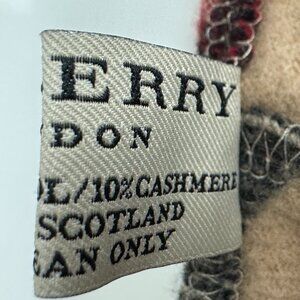 ERRY
DON
OL/10% CASHMERE
SCOTLAND
EAN ONLY